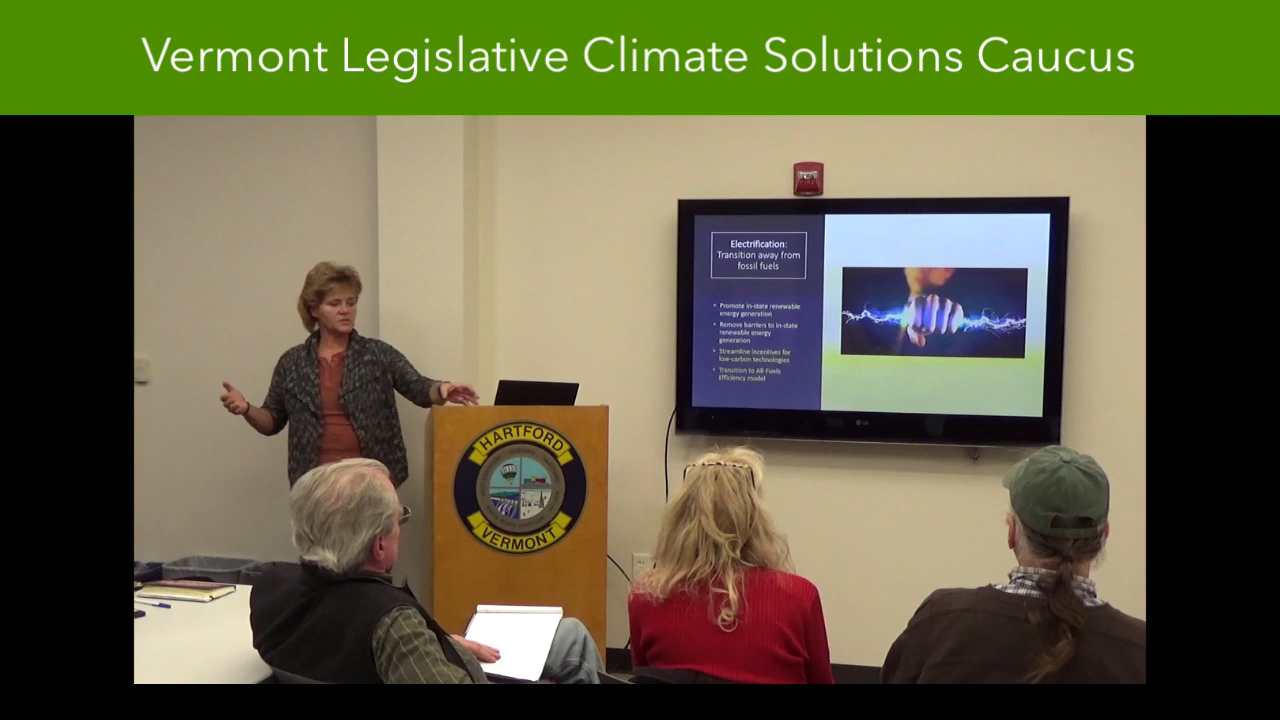 Vermont Legislative Climate Solutions Caucus
FIRE
Electrification:
Transition away from
fossil fuels
• Promote in-state renewable
energy generation
• Remove barriers to in-state
renewable energy
generation
• Streamline incentives for
low-carbon technologies
• Transition to All-Fuels
Efficiency model
LG
HARTFORD
VERMONT